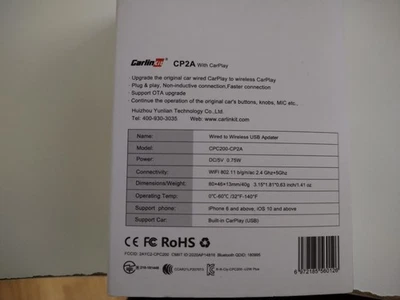 Carlinkit CP2A With CarPlay
Upgrade the original car wired CarPlay to wireless CarPlay
Plug & play, Non-inductive connection,Faster connection
Support OTA upgrade
Continue the operation of the original car's buttons, knobs, MIC etc..
Huizhou Yunlian Technology Co.,Ltd
Tel: 400-930-3035 Web: www.carlinkit.com
Name: Wired to Wireless USB Apdater
Model: CPC200-CP2A
Power: DC/5V 0.75W
Connectivity: WIFI 802 11 b/g/n/ac 2.4 Ghz+5Ghz
Dimensions/Weight: 80*46*13mm/40g
Operating Temp: 0℃-60℃ /32°F-140°F
Support phone: iPhone 6 and above, iOS 10 and above
Support Car: Built-in CarPlay (USB)
CE FC RoHS